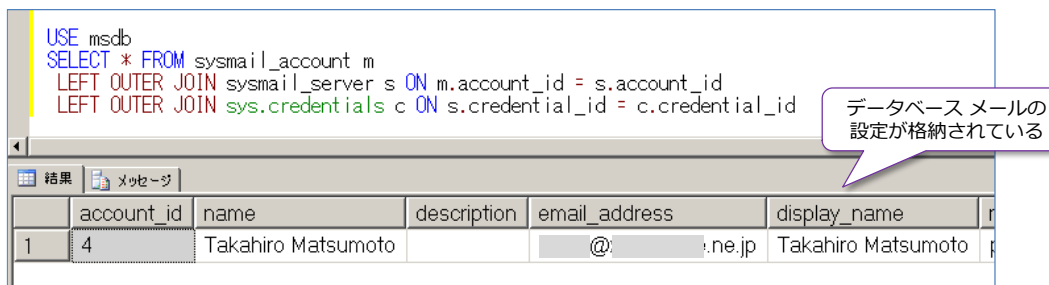 USE msdb
SELECT * FROM sysmail_account m
LEFT OUTER JOIN sysmail_server s ON m.account_id = s.account_id
LEFT OUTER JOIN sys.credentials c ON s.credential_id = c.credential_id
データベース メールの
設定が格納されている
結果 メッセージ
account_id name description email_address display_name
1 4 Takahiro Matsumoto @ .ne.jp Takahiro Matsumoto